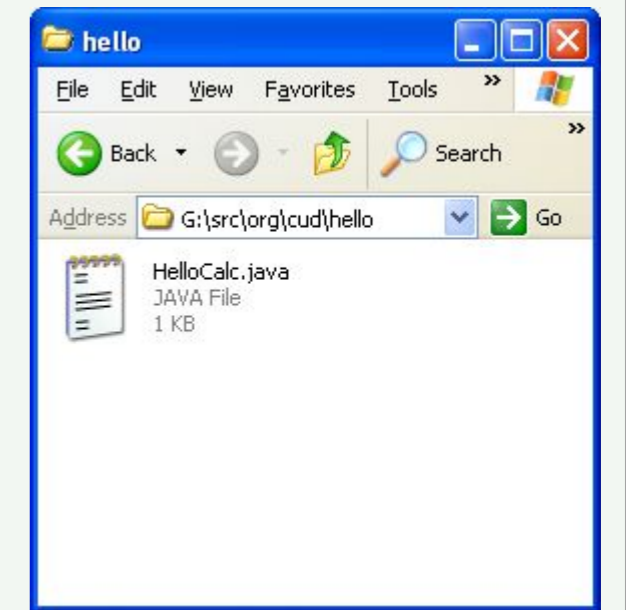 hello
File Edit View Favorites Tools »
Back Search »
Address G:\src\org\cud\hello Go
HelloCalc.java
JAVA File
1 KB